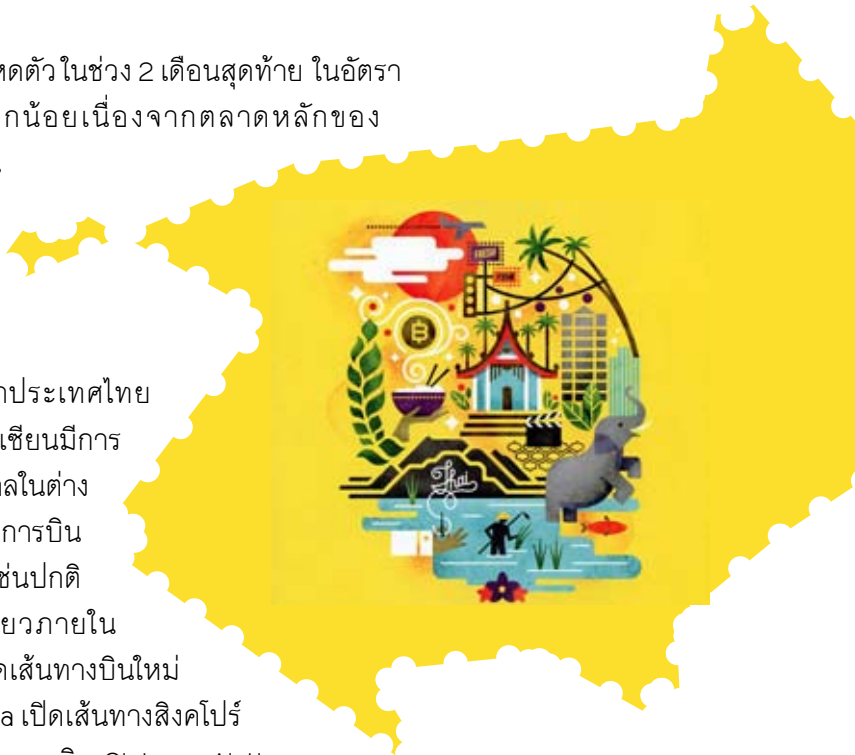 หดตัวในช่วง 2 เดือนสุดท้าย ในอัตรา
กน้อยเนื่องจากตลาดหลักของ
FRESH
FROM
าประเทศไทย
เซียนมีการ
าลในต่าง
Thai
การบิน
ช่นปกติ
ยวภายใน
ดเส้นทางบินใหม่
a เปิดเส้นทางสิงคโปร์